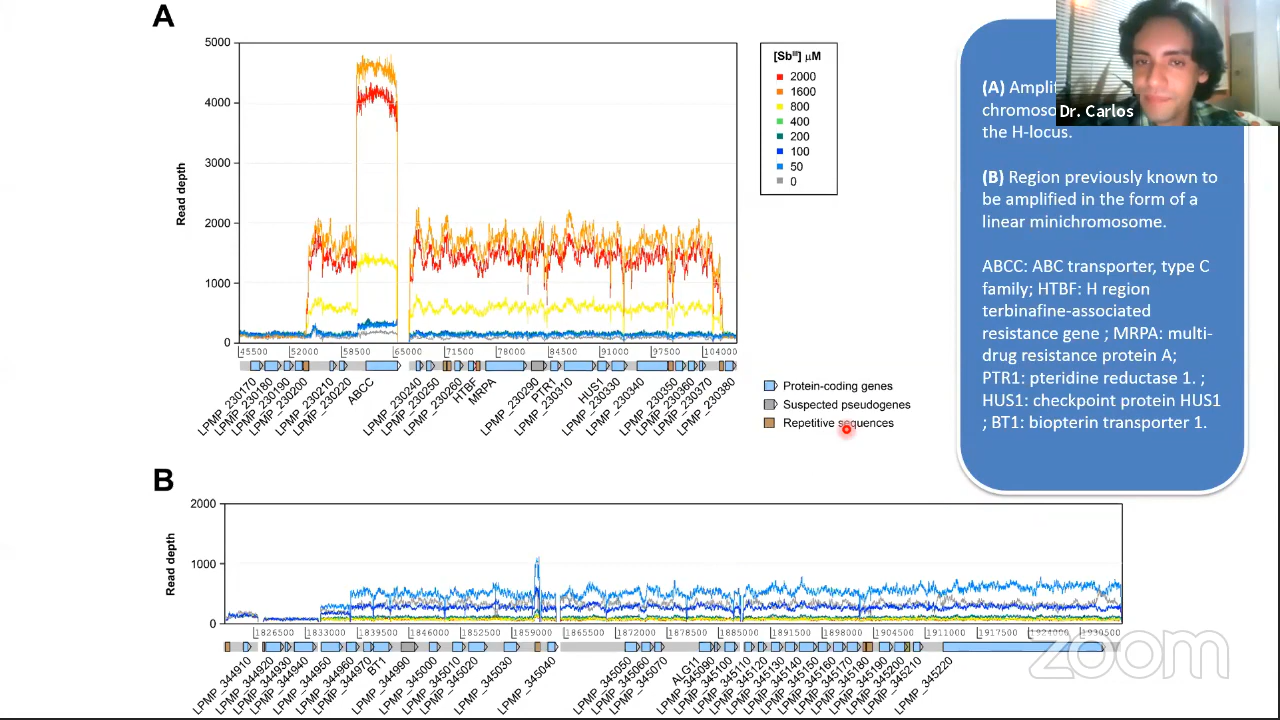 A
5000
4000
3000
2000
1000
0
Read depth
45500 52000 58500 65000 71500 78000 84500 91000 97500 104000
LPMP_230170
LPMP_230180
LPMP_230190
LPMP_230200
LPMP_230210
LPMP_230220
ABCC
LPMP_230240
LPMP_230250
LPMP_230260
HTBF
MRPA
LPMP_230290
PTR1
LPMP_230310
HUS1
LPMP_230330
LPMP_230340
LPMP_230350
LPMP_230360
LPMP_230370
LPMP_230380
[Sbᴵᴵᴵ] µM
2000
1600
800
400
200
100
50
0
Protein-coding genes
Suspected pseudogenes
Repetitive sequences
Dr. Carlos
(A)
the H-locus.
(B) Region previously known to
be amplified in the form of a
linear minichromosome.
ABCC: ABC transporter, type C
family; HTBF: H region
terbinafine-associated
resistance gene ; MRPA: multi-
drug resistance protein A;
PTR1: pteridine reductase 1. ;
HUS1: checkpoint protein HUS1
; BT1: biopterin transporter 1.
B
2000
1000
0
Read depth
1826500 1833000 1839500 1846000 1852500 1859000 1865500 1872000 1878500 1885000 1891500 1898000 1904500 1911000 1917500 1924000 1930500
LPMP_344910
LPMP_344920
LPMP_344930
LPMP_344940
LPMP_344950
LPMP_344960
LPMP_344970
BT1
LPMP_344990
LPMP_345000
LPMP_345010
LPMP_345020
LPMP_345030
LPMP_345040
LPMP_345050
LPMP_345060
LPMP_345070
ALG11
LPMP_345090
LPMP_345100
LPMP_345110
LPMP_345120
LPMP_345130
LPMP_345140
LPMP_345150
LPMP_345160
LPMP_345170
LPMP_345180
LPMP_345190
LPMP_345200
LPMP_345210
LPMP_345220
zoom